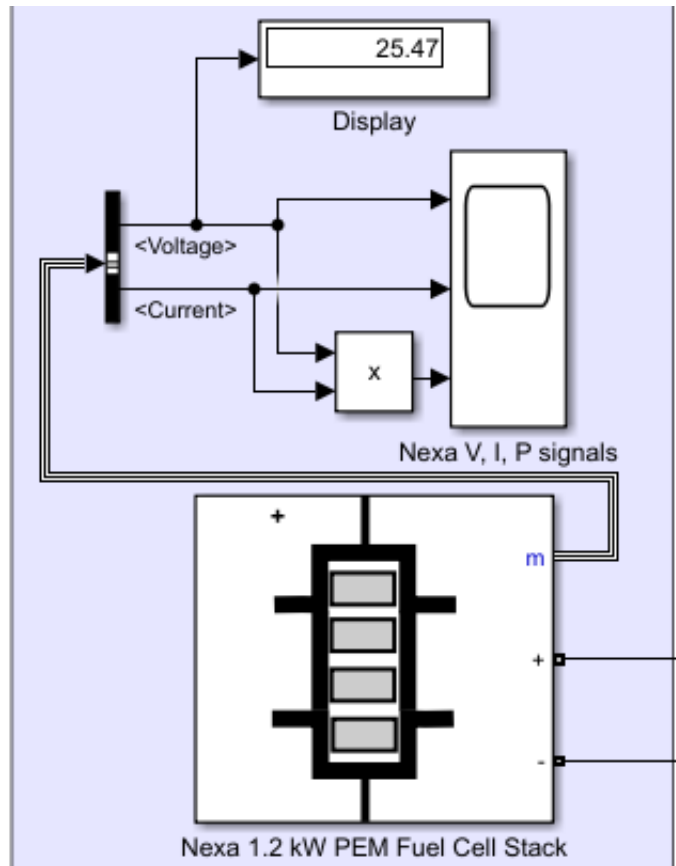 25.47
Display
<Voltage>
<Current>
x
Nexa V, I, P signals
+
m
+
-
Nexa 1.2 kW PEM Fuel Cell Stack